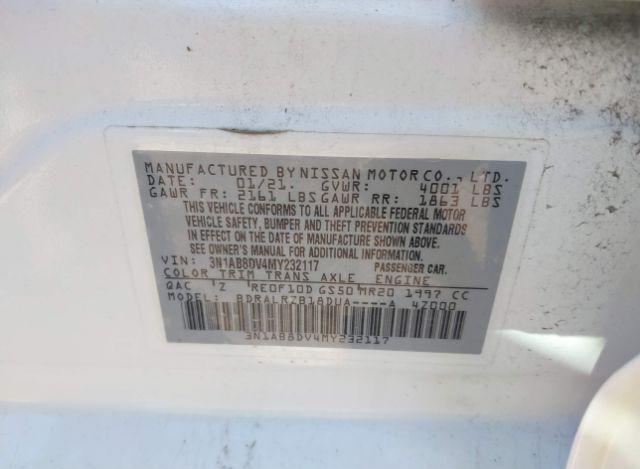 MANUFACTURED BY NISSAN MOTOR CO., LTD.
DATE: 01/21. GVWR: 4001 LBS
GAWR FR: 2161 LBS GAWR RR: 1863 LBS
THIS VEHICLE CONFORMS TO ALL APPLICABLE FEDERAL MOTOR
VEHICLE SAFETY, BUMPER AND THEFT PREVENTION STANDARDS
IN EFFECT ON THE DATE OF MANUFACTURE SHOWN ABOVE.
SEE OWNER'S MANUAL FOR ADDITIONAL INFORMATION
VIN: 3N1AB8DV4MY232117 PASSENGER CAR.
COLOR TRIM TRANS AXLE ENGINE
QAC Z RE0F10D GS50 MR20 1997 CC
MODEL: BDRALRZB18DUA----A 47000
3N1AB8DV4MY232117